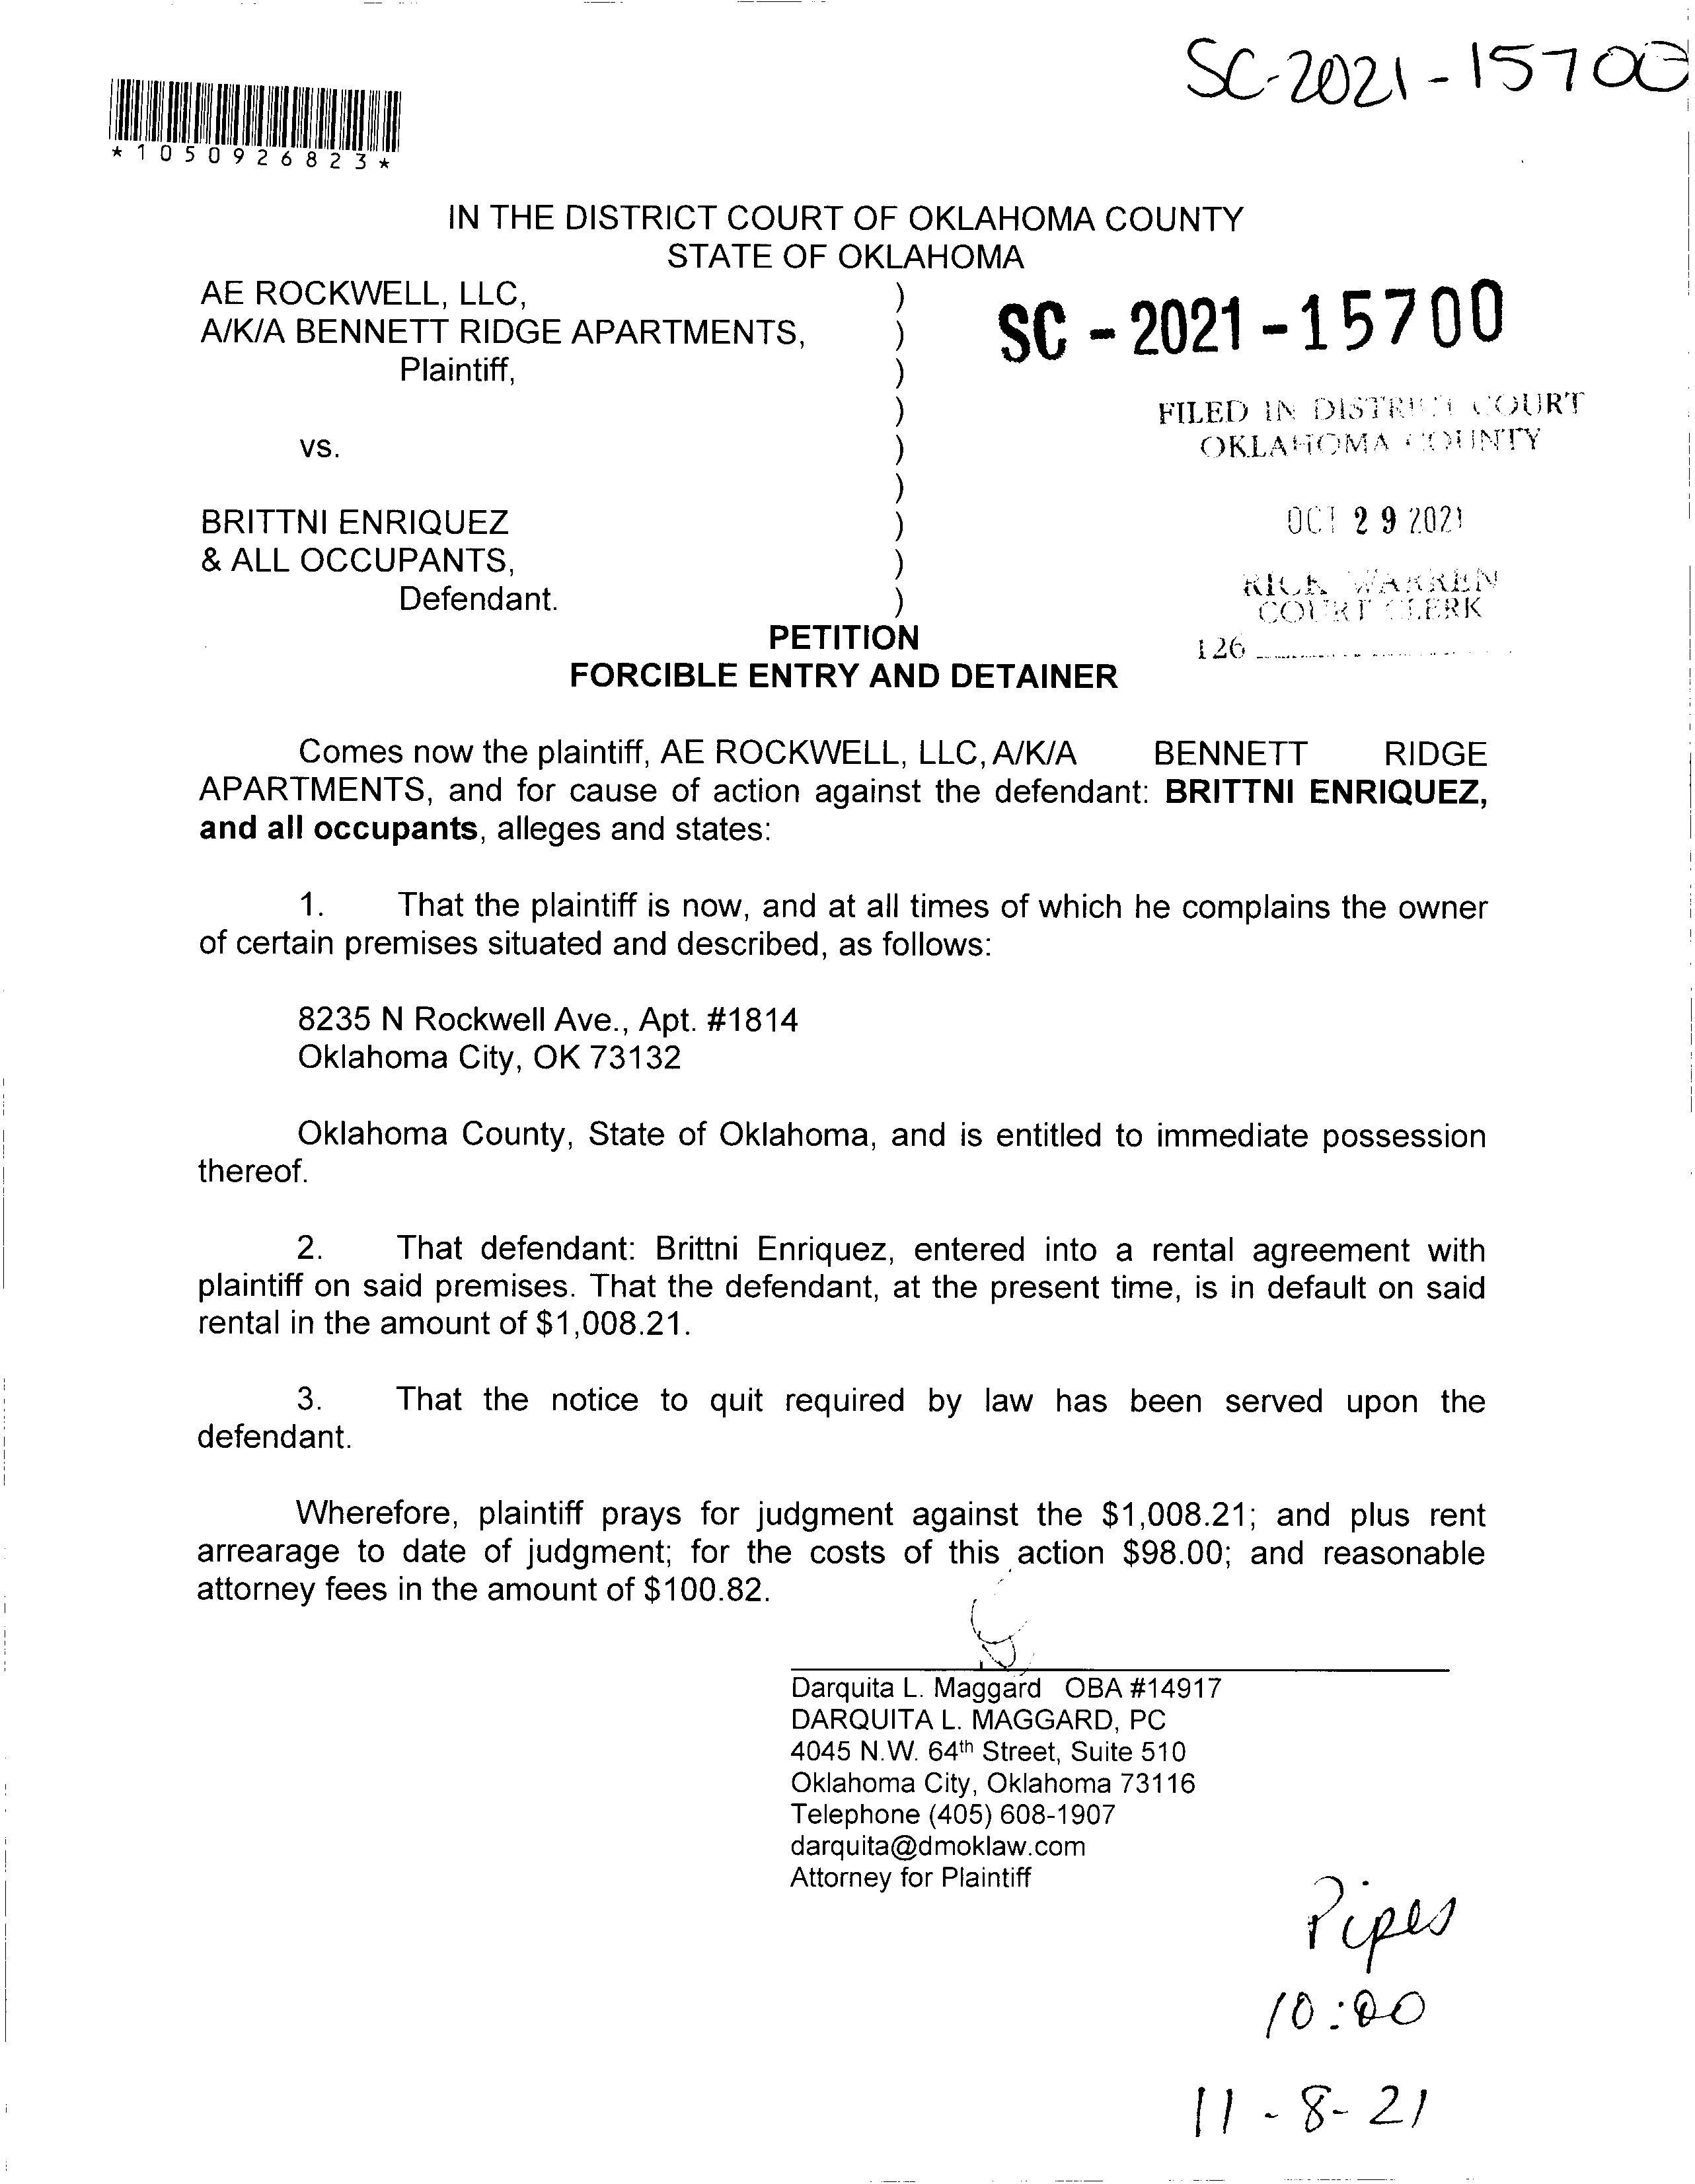 SC-2021-15700
*1050926823*
IN THE DISTRICT COURT OF OKLAHOMA COUNTY
STATE OF OKLAHOMA
AE ROCKWELL, LLC, )
A/K/A BENNETT RIDGE APARTMENTS, )
Plaintiff, )
)
vs. )
)
BRITTNI ENRIQUEZ )
& ALL OCCUPANTS, )
Defendant. )
SC-2021-15700
FILED IN DISTRICT COURT
OKLAHOMA COUNTY
OCT 29 2021
RICK WARREN
COURT CLERK
126
PETITION
FORCIBLE ENTRY AND DETAINER
Comes now the plaintiff, AE ROCKWELL, LLC, A/K/A BENNETT RIDGE
APARTMENTS, and for cause of action against the defendant: BRITTNI ENRIQUEZ,
and all occupants, alleges and states:
1. That the plaintiff is now, and at all times of which he complains the owner
of certain premises situated and described, as follows:
8235 N Rockwell Ave., Apt. #1814
Oklahoma City, OK 73132
Oklahoma County, State of Oklahoma, and is entitled to immediate possession
thereof.
2. That defendant: Brittni Enriquez, entered into a rental agreement with
plaintiff on said premises. That the defendant, at the present time, is in default on said
rental in the amount of $1,008.21.
3. That the notice to quit required by law has been served upon the
defendant.
Wherefore, plaintiff prays for judgment against the $1,008.21; and plus rent
arrearage to date of judgment; for the costs of this action $98.00; and reasonable
attorney fees in the amount of $100.82.
Darquita L. Maggard OBA #14917
DARQUITA L. MAGGARD, PC
4045 N.W. 64th Street, Suite 510
Oklahoma City, Oklahoma 73116
Telephone (405) 608-1907
darquita@dmoklaw.com
Attorney for Plaintiff
Pipes
10:00
11-8-21